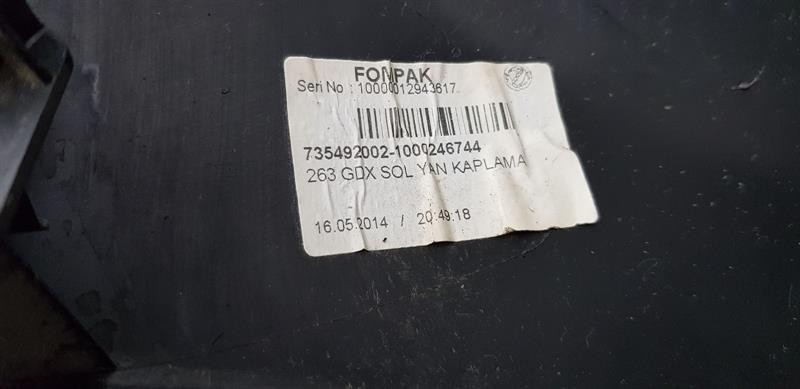 FOMPAK
Seri No : 10000012943617
735492002-1000246744
263 GDX SOL YAN KAPLAMA
16.05.2014 / 20:49:18